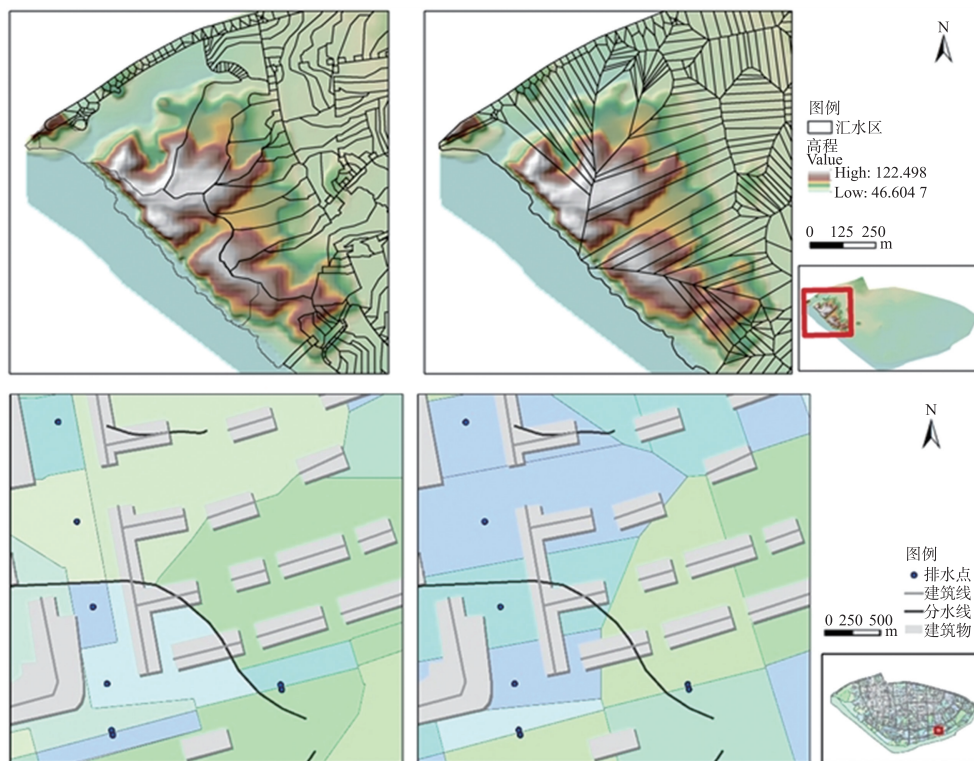 N
图例
汇水区
高程
Value
High: 122.498
Low: 46.604 7
0 125 250
m
N
图例
排水点
建筑线
分水线
建筑物
0 250 500
m